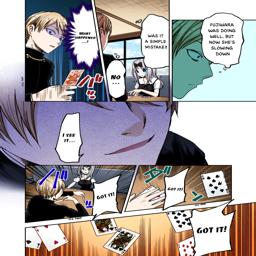 FUJIWARA
WAS DOING
WELL. BUT
NOW SHE'S
SLOWING
DOWN
WAS IT
A SIMPLE
MISTAKE?
NO...
WHAT
HAPPENED...?
I SEE
IT....
GOT IT!
GOT IT!
GOT IT!